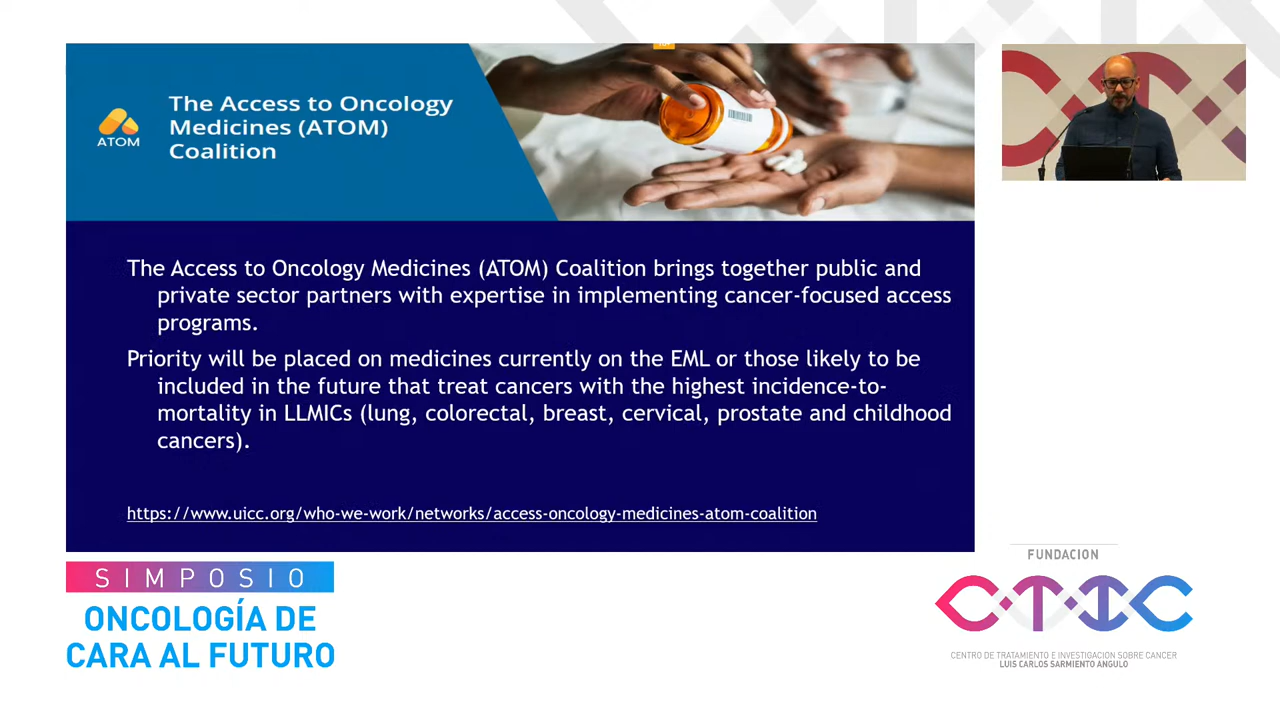 The Access to Oncology
Medicines (ATOM)
Coalition
ATOM
The Access to Oncology Medicines (ATOM) Coalition brings together public and
private sector partners with expertise in implementing cancer-focused access
programs.
Priority will be placed on medicines currently on the EML or those likely to be
included in the future that treat cancers with the highest incidence-to-
mortality in LLMICs (lung, colorectal, breast, cervical, prostate and childhood
cancers).
https://www.uicc.org/who-we-work/networks/access-oncology-medicines-atom-coalition
SIMPOSIO
ONCOLOGÍA DE
CARA AL FUTURO
FUNDACION
CTIC
CENTRO DE TRATAMIENTO E INVESTIGACION SOBRE CANCER
LUIS CARLOS SARMIENTO ANGULO